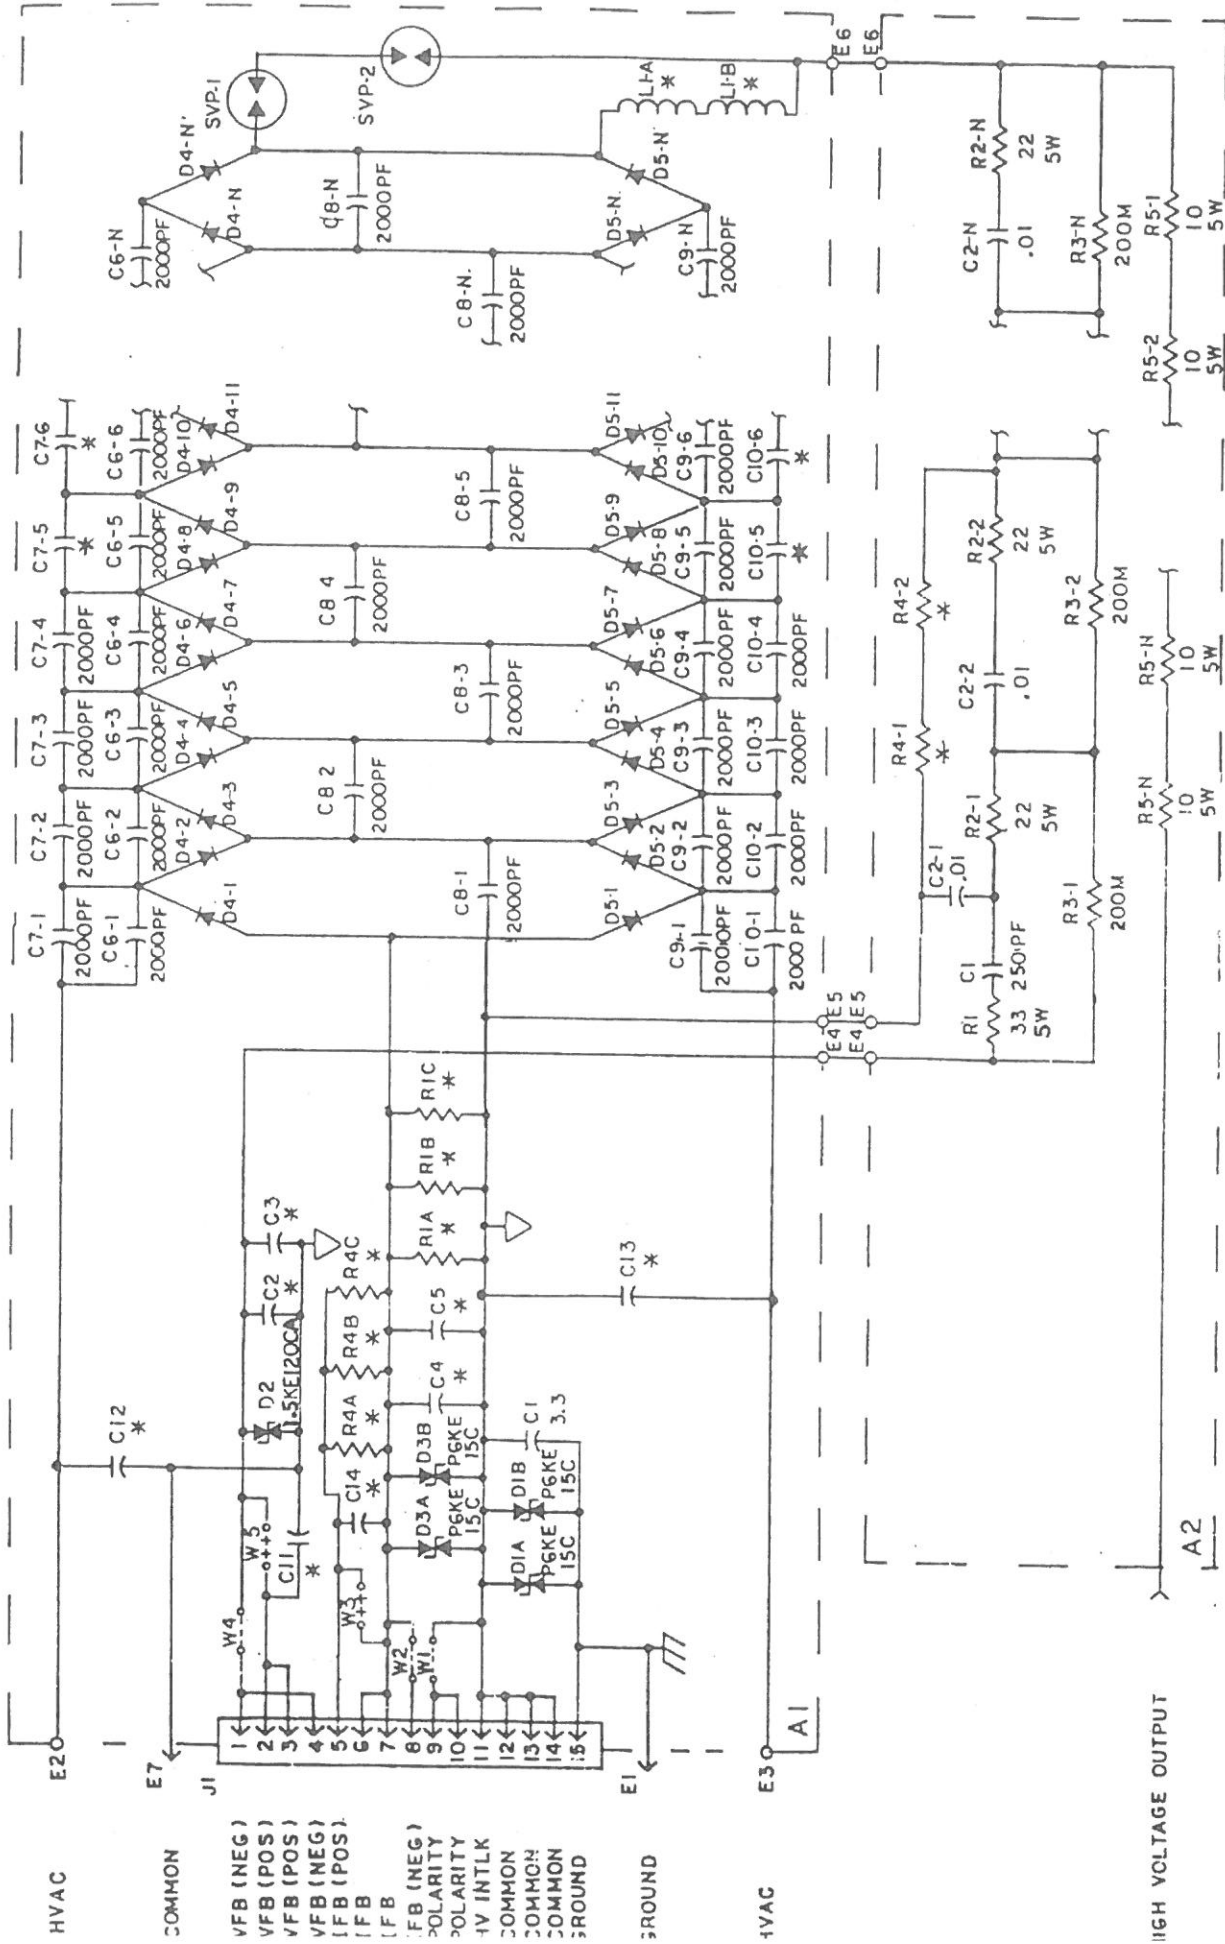 HVAC
E2
C12
*
C7-1
2000PF
C7-2
2000PF
C7-3
2000PF
C7-4
2000PF
C7-5
*
C7-6
*
C6-1
2000PF
C6-2
2000PF
C6-3
2000PF
C6-4
2000PF
C6-5
2000PF
C6-6
2000PF
C6-N
2000PF
COMMON
E7
D4-1
D4-2
D4-3
D4-4
D4-5
D4-6
D4-7
D4-8
D4-9
D4-10
D4-11
D4-N
D4-N'
SVP-1
SVP-2
J1
VFB (NEG)
VFB (POS)
VFB (POS)
VFB (NEG)
IFB (POS)
IFB
IFB
IFB (NEG)
POLARITY
POLARITY
HV INTLK
COMMON
COMMON
COMMON
GROUND
1
2
3
4
5
6
7
8
9
10
11
12
13
14
15
W4
W5
C11
*
D2
1.5KE120CA
C2
*
C3
*
W3
C14
*
R4A
*
R4B
*
R4C
*
W2
W1
D3A
P6KE
15C
D3B
P6KE
15C
C4
*
C5
*
R1A
*
R1B
*
R1C
*
D1A
P6KE
15C
D1B
P6KE
15C
C1
3.3
C13
*
C8-1
2000PF
C8 2
2000PF
C8-3
2000PF
C8 4
2000PF
C8-5
2000PF
C8-N.
2000PF
C8-N
2000PF
D5-1
D5-2
D5-3
D5-4
D5-5
D5-6
D5-7
D5-8
D5-9
D5-10
D5-11
D5-N.
D5-N'
L1-A
*
L1-B
*
C9-1
2000PF
C9-2
2000PF
C9-3
2000PF
C9-4
2000PF
C9-5
2000PF
C9-6
2000PF
C9-N
2000PF
C10-1
2000 PF
C10-2
2000PF
C10-3
2000PF
C10-4
2000PF
C10-5
*
C10-6
*
GROUND
E1
HVAC
E3
A1
E4
E5
E6
E4
E5
E6
R4-1
*
R4-2
*
C2-1
.01
R1
33
5W
C1
250PF
R2-1
22
5W
C2-2
.01
R2-2
22
5W
C2-N
.01
R2-N
22
5W
R3-1
200M
R3-2
200M
R3-N
200M
R5-N
10
5W
R5-N
10
5W
R5-2
10
5W
R5-1
10
5W
HIGH VOLTAGE OUTPUT
A2